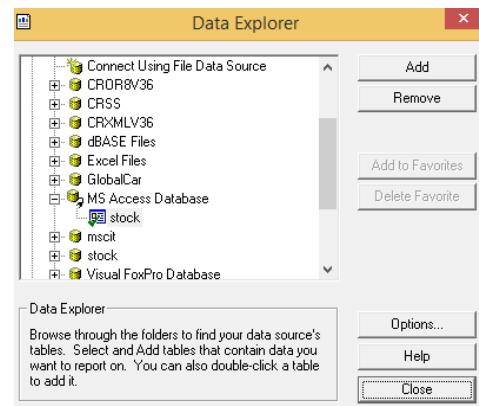 Data Explorer
Connect Using File Data Source
CROR8V36
CRSS
CRXMLV36
dBASE Files
Excel Files
GlobalCar
MS Access Database
stock
mscit
stock
Visual FoxPro Database
Add
Remove
Add to Favorites
Delete Favorite
Data Explorer
Browse through the folders to find your data source's
tables. Select and Add tables that contain data you
want to report on. You can also double-click a table
to add it.
Options...
Help
Close